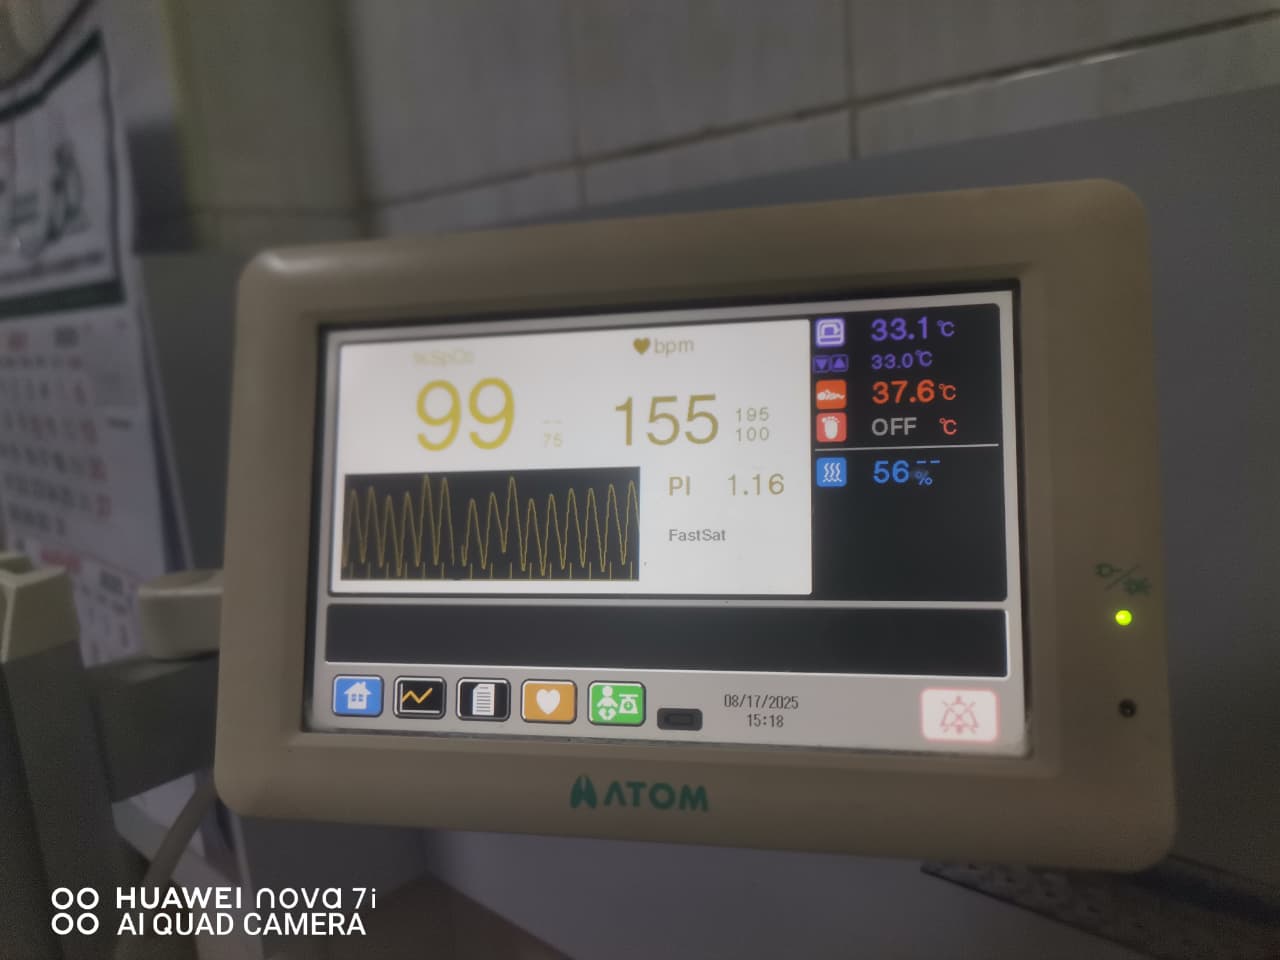 %SpO₂
99
--
75
bpm
155
195
100
PI 1.16
FastSat
33.1 ℃
33.0℃
37.6 ℃
OFF ℃
56 -- %
08/17/2025
15:18
ATOM
HUAWEI nova 7i
AI QUAD CAMERA